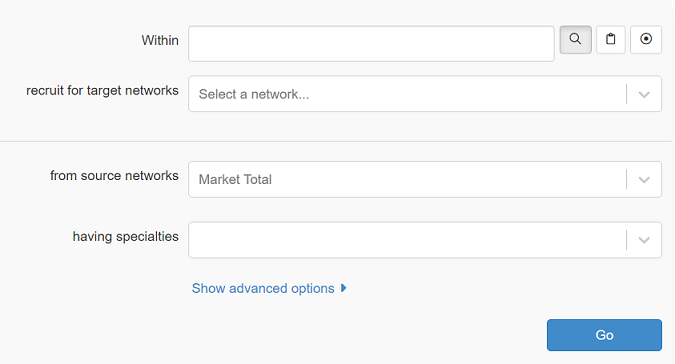 Within
recruit for target networks
Select a network...
from source networks
Market Total
having specialties
Show advanced options
Go